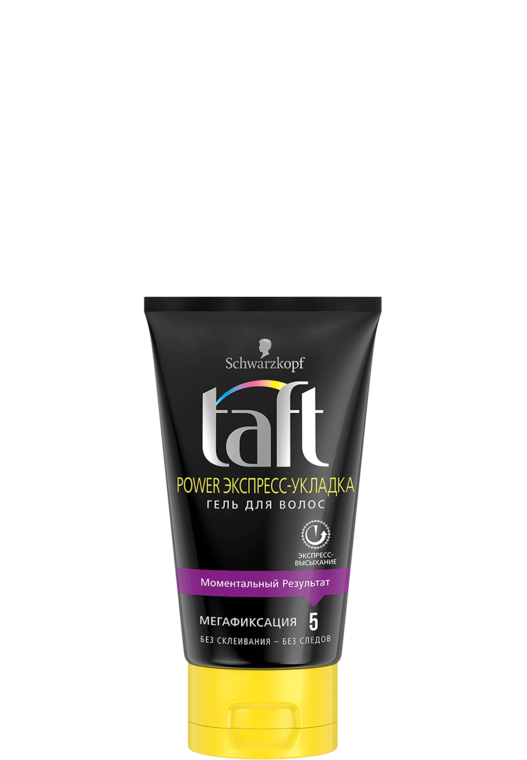 Schwarzkopf
taft
POWER ЭКСПРЕСС-УКЛАДКА
ГЕЛЬ ДЛЯ ВОЛОС
ЭКСПРЕСС-
ВЫСЫХАНИЕ
Моментальный Результат
МЕГАФИКСАЦИЯ 5
БЕЗ СКЛЕИВАНИЯ – БЕЗ СЛЕДОВ